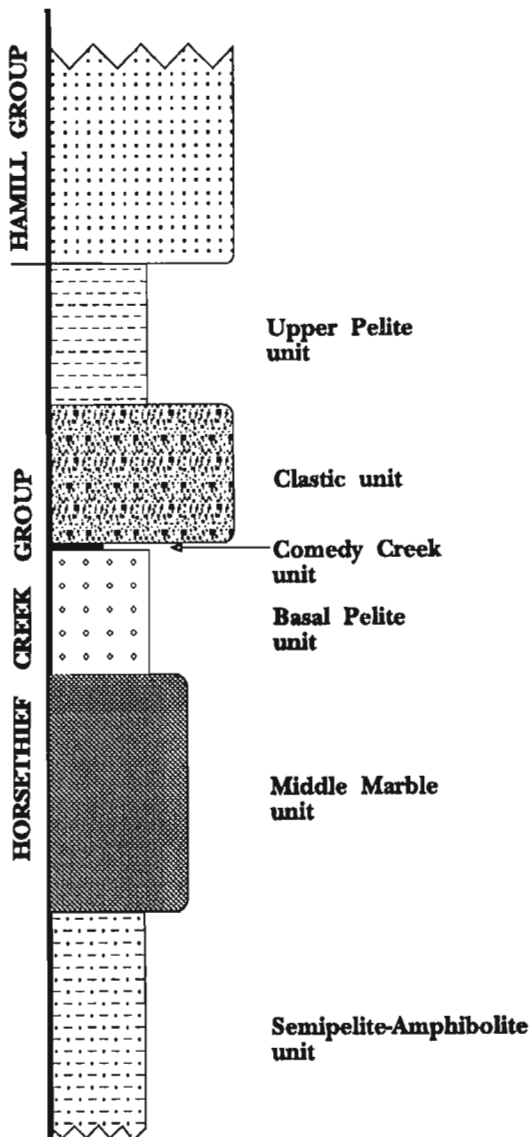 HAMILL GROUP
HORSETHIEF CREEK GROUP
Upper Pelite
unit
Clastic unit
Comedy Creek
unit
Basal Pelite
unit
Middle Marble
unit
Semipelite-Amphibolite
unit